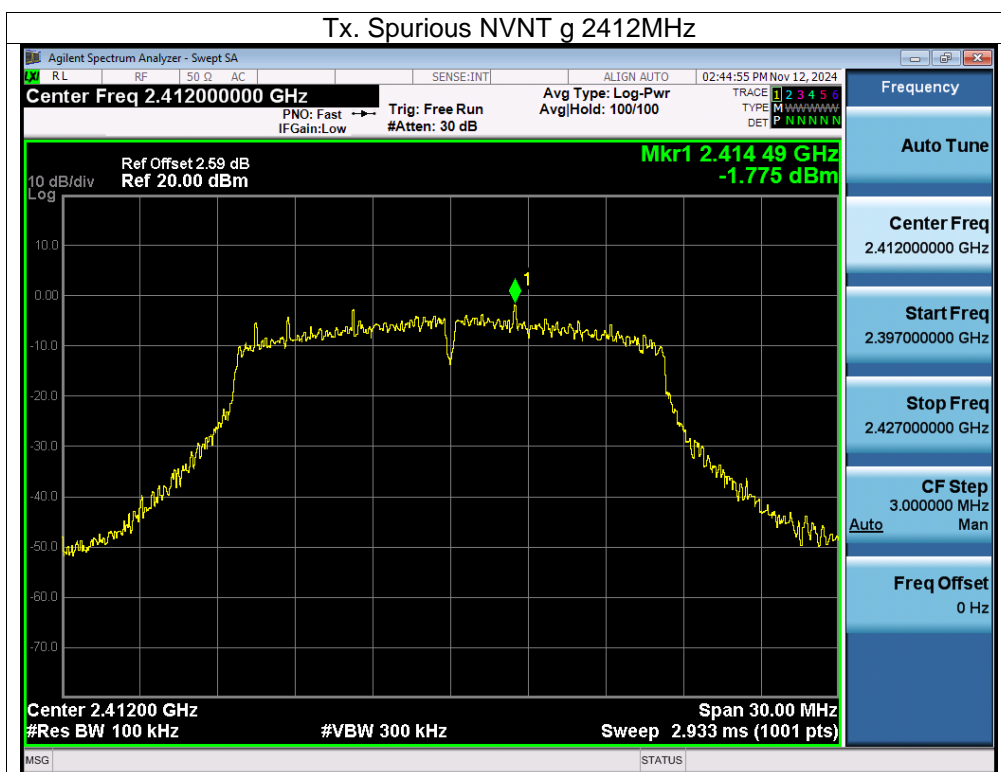 Tx. Spurious NVNT g 2412MHz
Agilent Spectrum Analyzer - Swept SA
LXI RL RF 50 Ω AC SENSE:INT ALIGN AUTO 02:44:55 PM Nov 12, 2024
Center Freq 2.412000000 GHz
PNO: Fast
IFGain:Low
Trig: Free Run
#Atten: 30 dB
Avg Type: Log-Pwr
Avg|Hold: 100/100
TRACE 1 2 3 4 5 6
TYPE M WWWWW
DET P N N N N N
Mkr1 2.414 49 GHz
-1.775 dBm
Ref Offset 2.59 dB
10 dB/div Ref 20.00 dBm
Log
10.0
0.00
-10.0
-20.0
-30.0
-40.0
-50.0
-60.0
-70.0
1
Center 2.41200 GHz Span 30.00 MHz
#Res BW 100 kHz #VBW 300 kHz Sweep 2.933 ms (1001 pts)
MSG STATUS
Frequency
Auto Tune
Center Freq
2.412000000 GHz
Start Freq
2.397000000 GHz
Stop Freq
2.427000000 GHz
CF Step
3.000000 MHz
Auto Man
Freq Offset
0 Hz